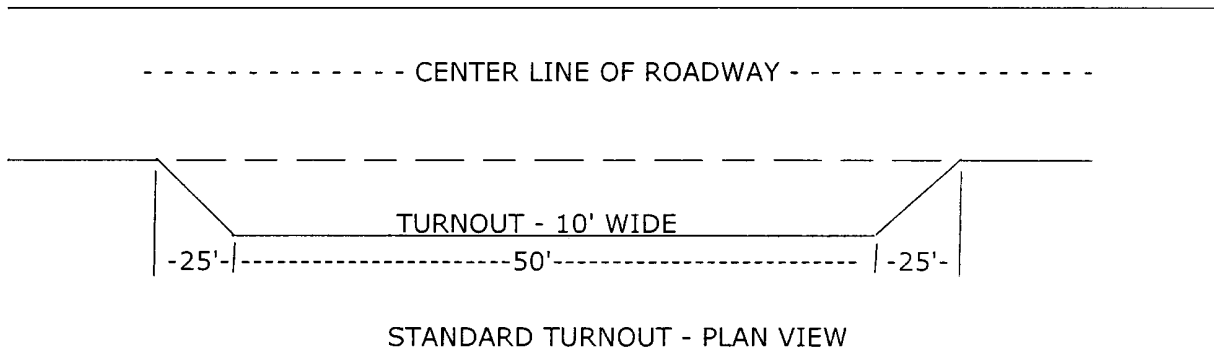 - - - - - - - - - - - - - CENTER LINE OF ROADWAY - - - - - - - - - - - - - -
TURNOUT - 10' WIDE
-25'-|-----------------------50'--------------------------- | -25'-
STANDARD TURNOUT - PLAN VIEW